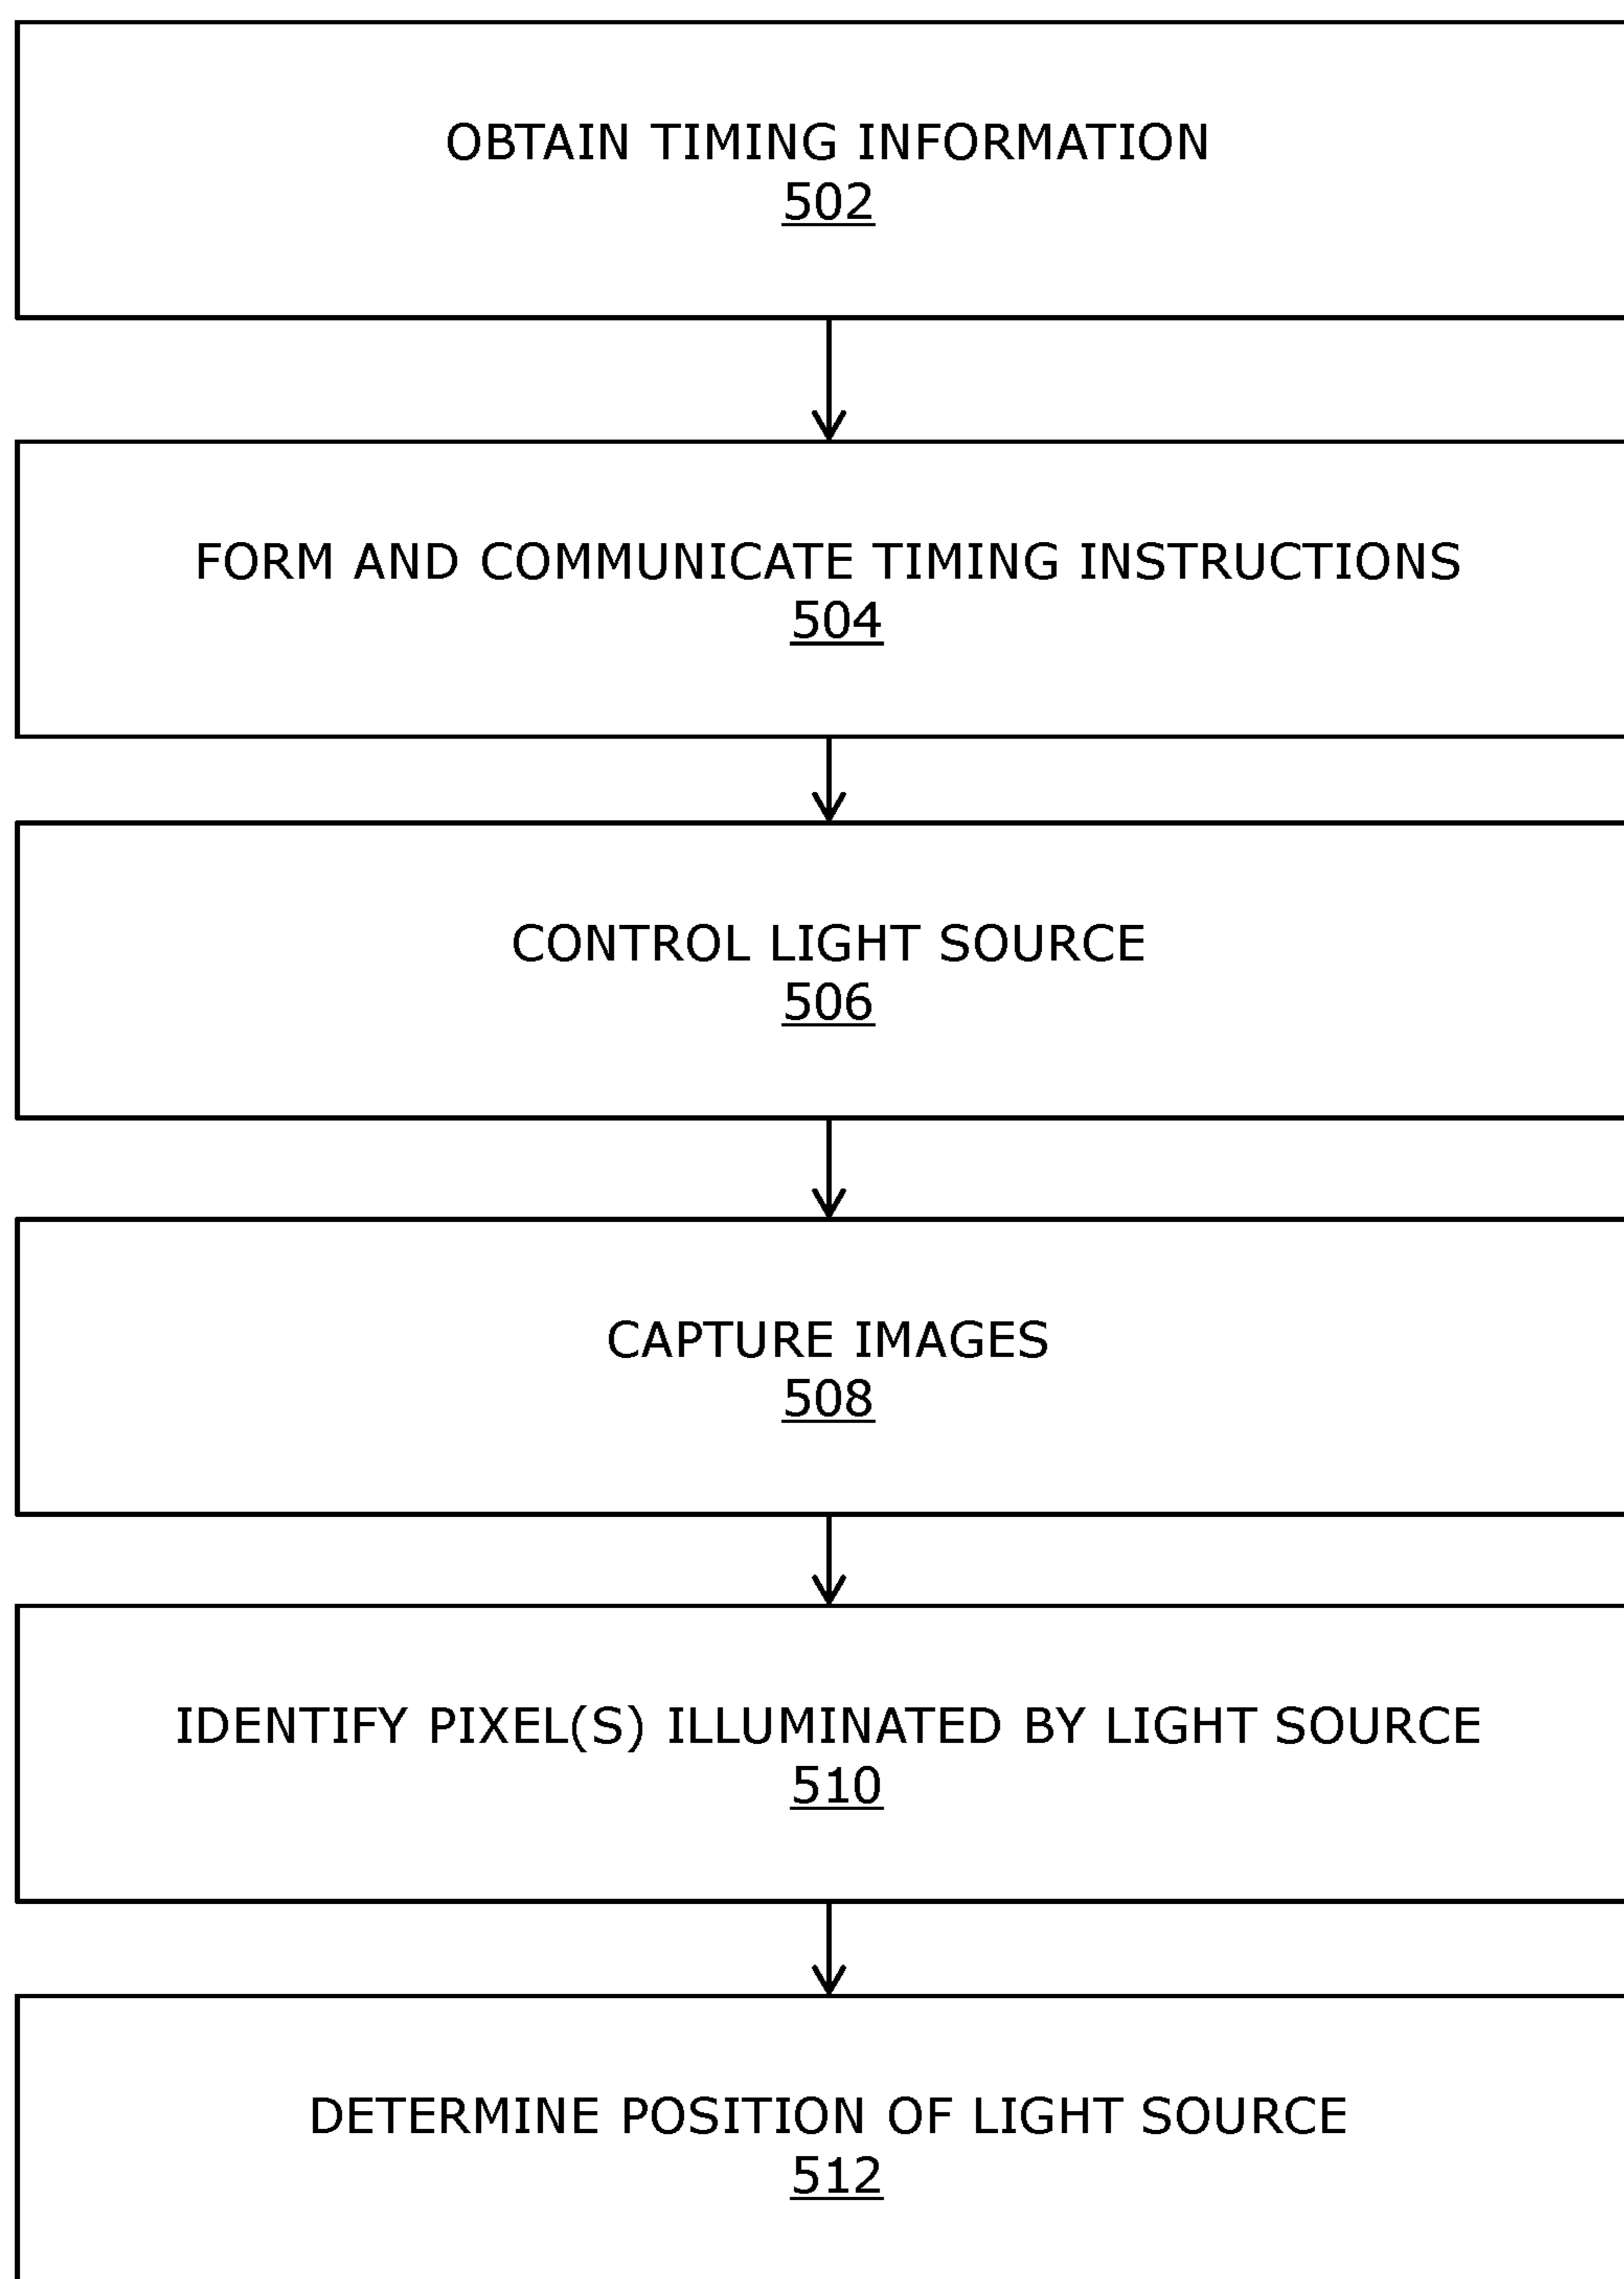 OBTAIN TIMING INFORMATION
502
FORM AND COMMUNICATE TIMING INSTRUCTIONS
504
CONTROL LIGHT SOURCE
506
CAPTURE IMAGES
508
IDENTIFY PIXEL(S) ILLUMINATED BY LIGHT SOURCE
510
DETERMINE POSITION OF LIGHT SOURCE
512